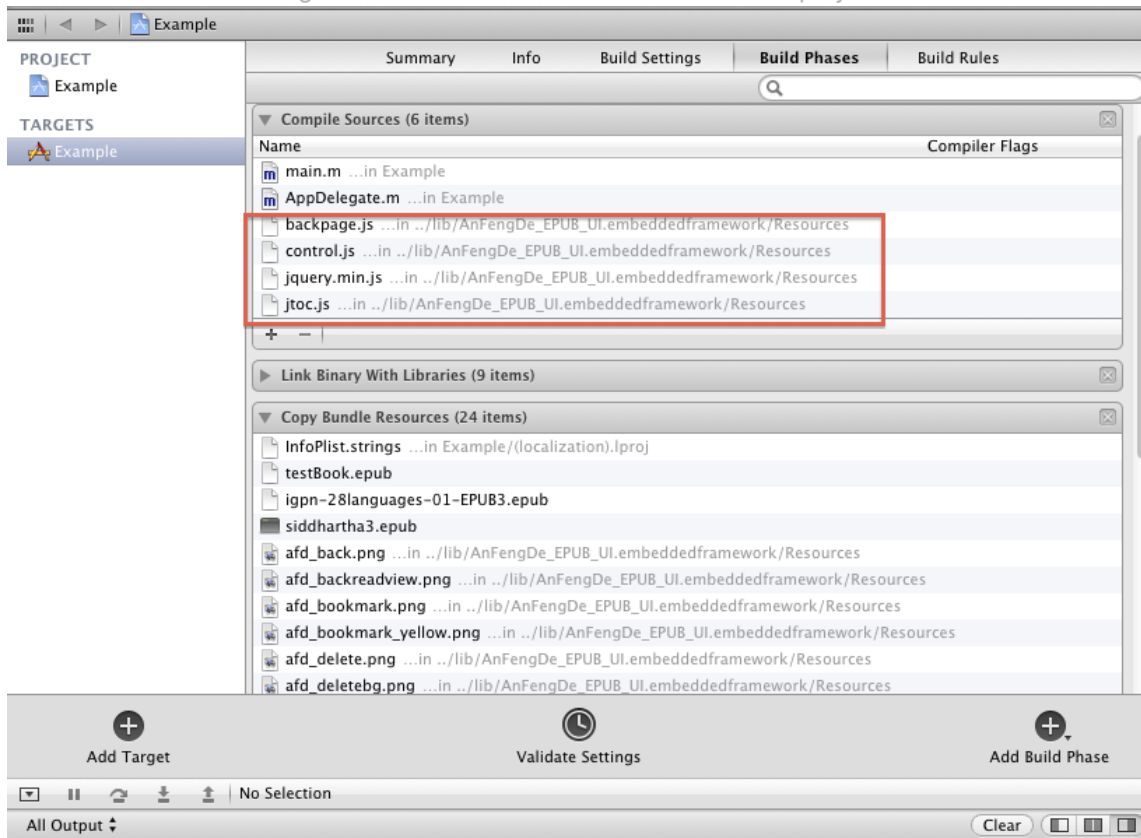 Example
PROJECT
Example
TARGETS
Example
Summary Info Build Settings Build Phases Build Rules
Compile Sources (6 items)
Name Compiler Flags
main.m ...in Example
AppDelegate.m ...in Example
backpage.js ...in ../lib/AnFengDe_EPUB_UI.embeddedframework/Resources
control.js ...in ../lib/AnFengDe_EPUB_UI.embeddedframework/Resources
jquery.min.js ...in ../lib/AnFengDe_EPUB_UI.embeddedframework/Resources
jtoc.js ...in ../lib/AnFengDe_EPUB_UI.embeddedframework/Resources
Link Binary With Libraries (9 items)
Copy Bundle Resources (24 items)
InfoPlist.strings ...in Example/(localization).lproj
testBook.epub
igpn-28languages-01-EPUB3.epub
siddhartha3.epub
afd_back.png ...in ../lib/AnFengDe_EPUB_UI.embeddedframework/Resources
afd_backreadview.png ...in ../lib/AnFengDe_EPUB_UI.embeddedframework/Resources
afd_bookmark.png ...in ../lib/AnFengDe_EPUB_UI.embeddedframework/Resources
afd_bookmark_yellow.png ...in ../lib/AnFengDe_EPUB_UI.embeddedframework/Resources
afd_delete.png ...in ../lib/AnFengDe_EPUB_UI.embeddedframework/Resources
afd_deletebg.png ...in ../lib/AnFengDe_EPUB_UI.embeddedframework/Resources
Add Target Validate Settings Add Build Phase
No Selection
All Output Clear